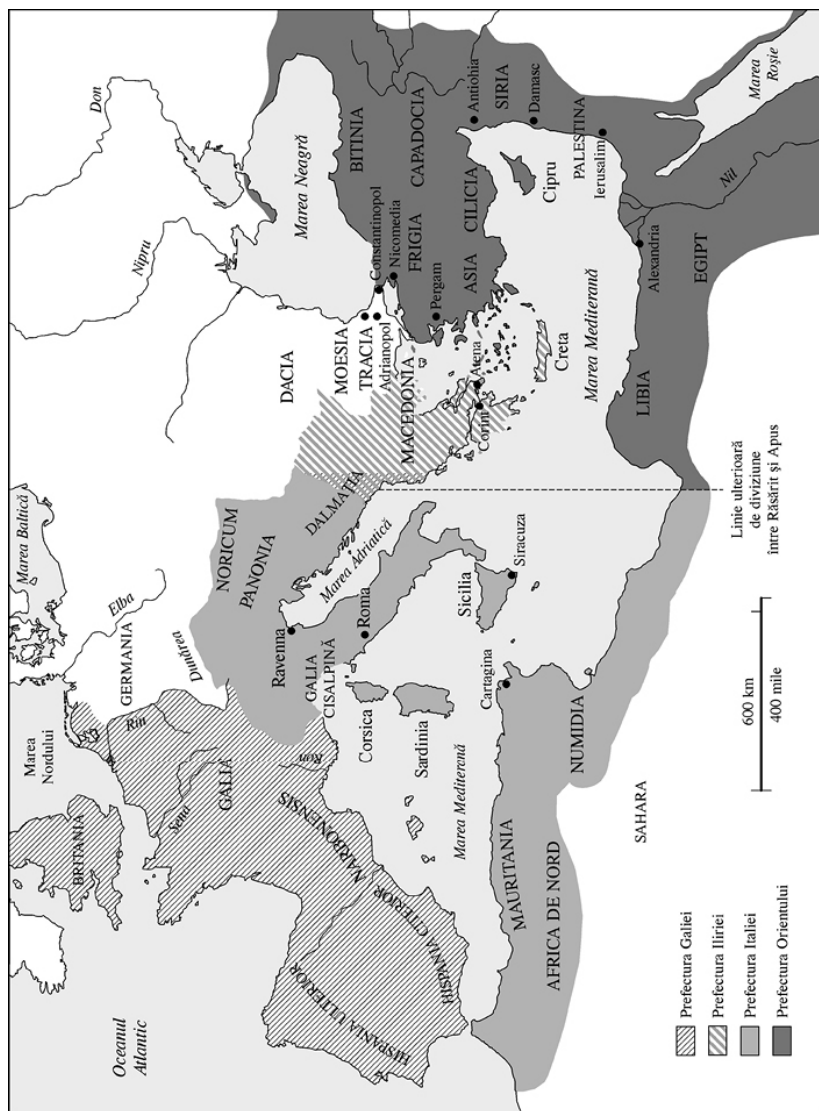 Oceanul
Atlantic
BRITANIA
Marea
Nordului
Marea Baltică
Elba
GERMANIA
Rin
Dunărea
Sena
GALIA
Ron
NARBONENSIS
HISPANIA CITERIOR
HISPANIA ULTERIOR
NORICUM
PANONIA
DALMAȚIA
Ravenna
GALIA
CISALPINĂ
Marea Adriatică
Roma
Corsica
Sardinia
Sicilia
Siracuza
Marea Mediterană
Cartagina
NUMIDIA
MAURITANIA
AFRICA DE NORD
SAHARA
Nipru
Don
DACIA
MOESIA
TRACIA
Adrianopol
MACEDONIA
Atena
Corint
Creta
Marea Neagră
Constantinopol
Nicomedia
BITINIA
FRIGIA
CAPADOCIA
Pergam
ASIA
CILICIA
Antiohia
SIRIA
Damasc
Cipru
PALESTINA
Ierusalim
Marea Mediterană
LIBIA
Alexandria
EGIPT
Nil
Marea
Roșie
Linie ulterioară
de diviziune
între Răsărit și Apus
600 km
400 mile
Prefectura Galiei
Prefectura Iliriei
Prefectura Italiei
Prefectura Orientului